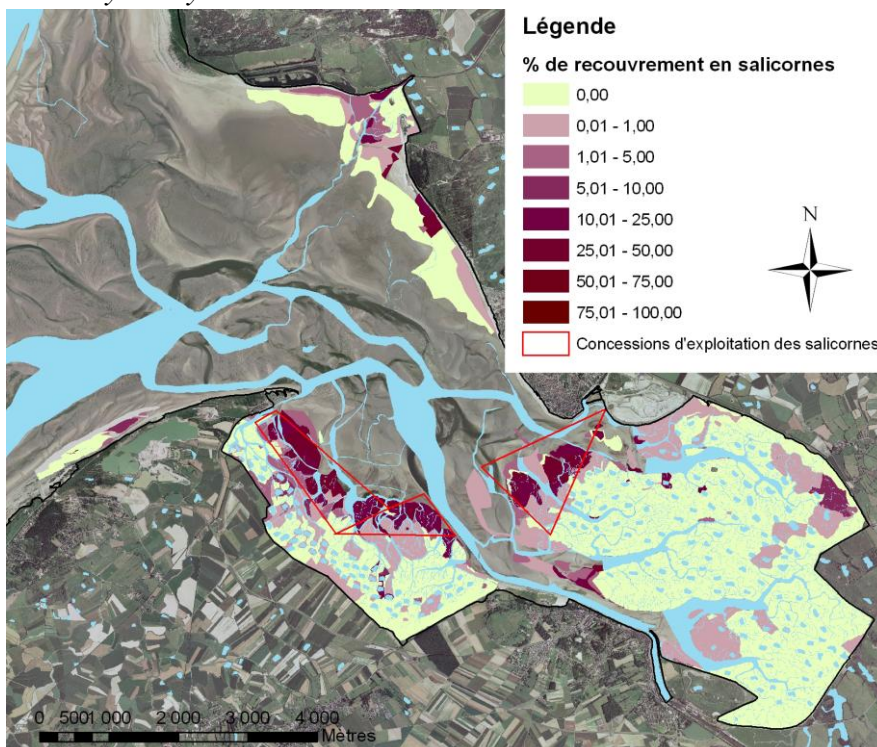 Légende
% de recouvrement en salicornes
0,00
0,01 - 1,00
1,01 - 5,00
5,01 - 10,00
10,01 - 25,00
25,01 - 50,00
50,01 - 75,00
75,01 - 100,00
Concessions d'exploitation des salicornes
N
0 5001 000 2 000 3 000 4 000
Mètres